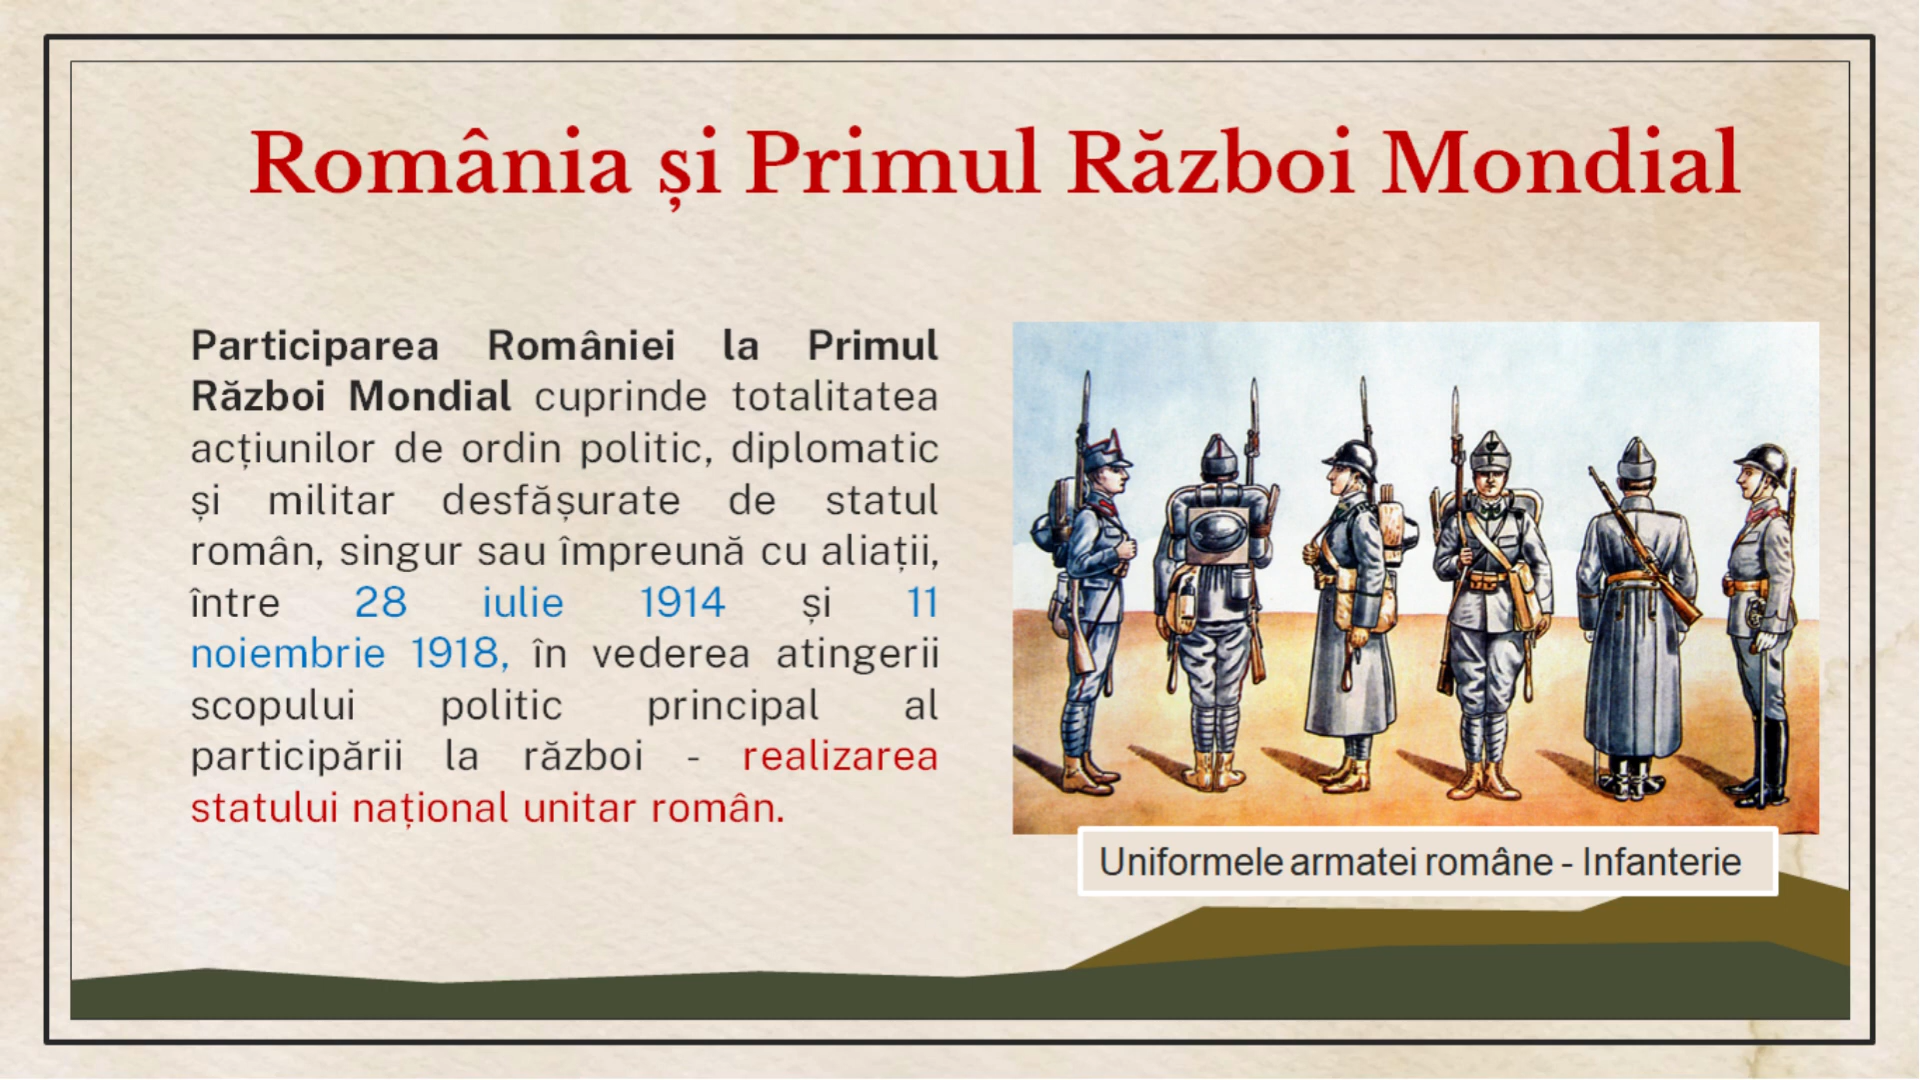 România și Primul Război Mondial
Participarea României la Primul
Război Mondial cuprinde totalitatea
acțiunilor de ordin politic, diplomatic
și militar desfășurate de statul
român, singur sau împreună cu aliații,
între 28 iulie 1914 și 11
noiembrie 1918, în vederea atingerii
scopului politic principal al
participării la război - realizarea
statului național unitar român.
Uniformele armatei române - Infanterie